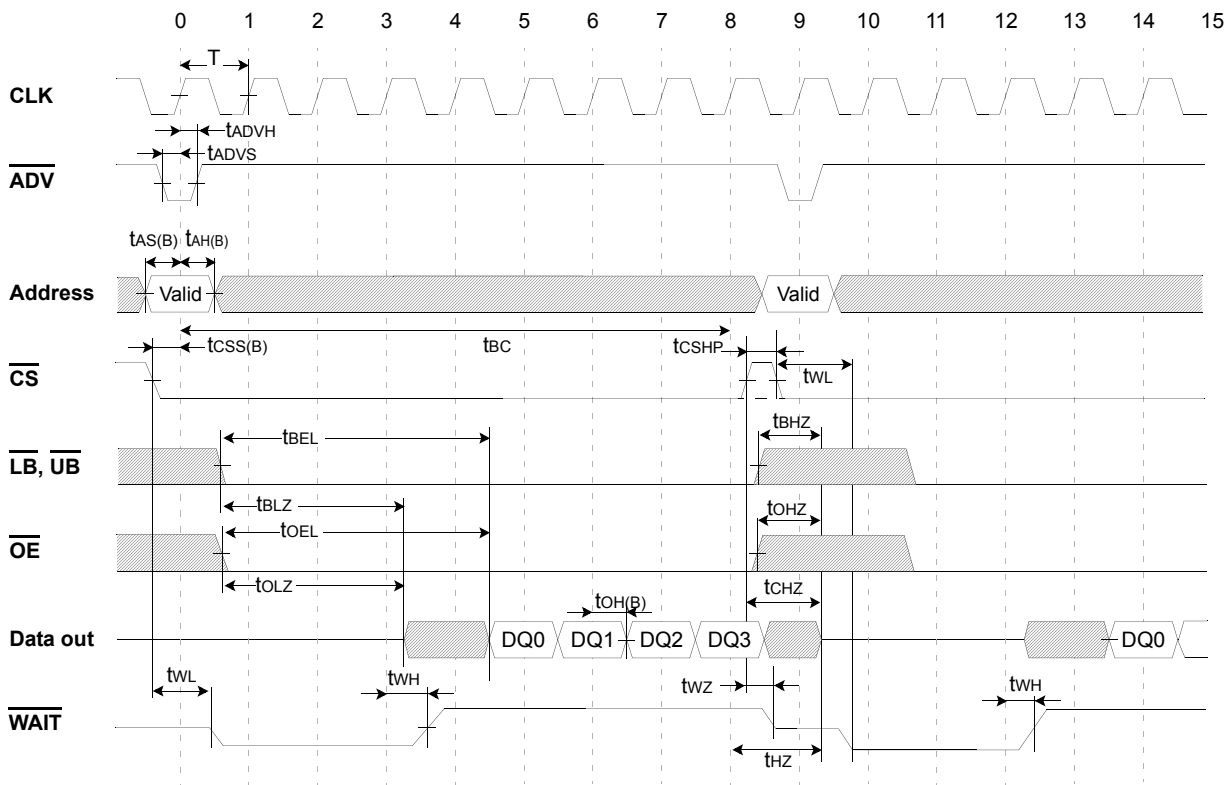 0 1 2 3 4 5 6 7 8 9 10 11 12 13 14 15
T
CLK
tADVH
tADVS
ADV
tAS(B) tAH(B)
Address Valid Valid
tCSS(B) tBC tCSHP
CS tWL
tBEL tBHZ
LB, UB
tBLZ tOHZ
tOEL
OE
tOLZ tCHZ
tOH(B)
Data out DQ0 DQ1 DQ2 DQ3 DQ0
tWL tWH tWZ tWH
WAIT
tHZ